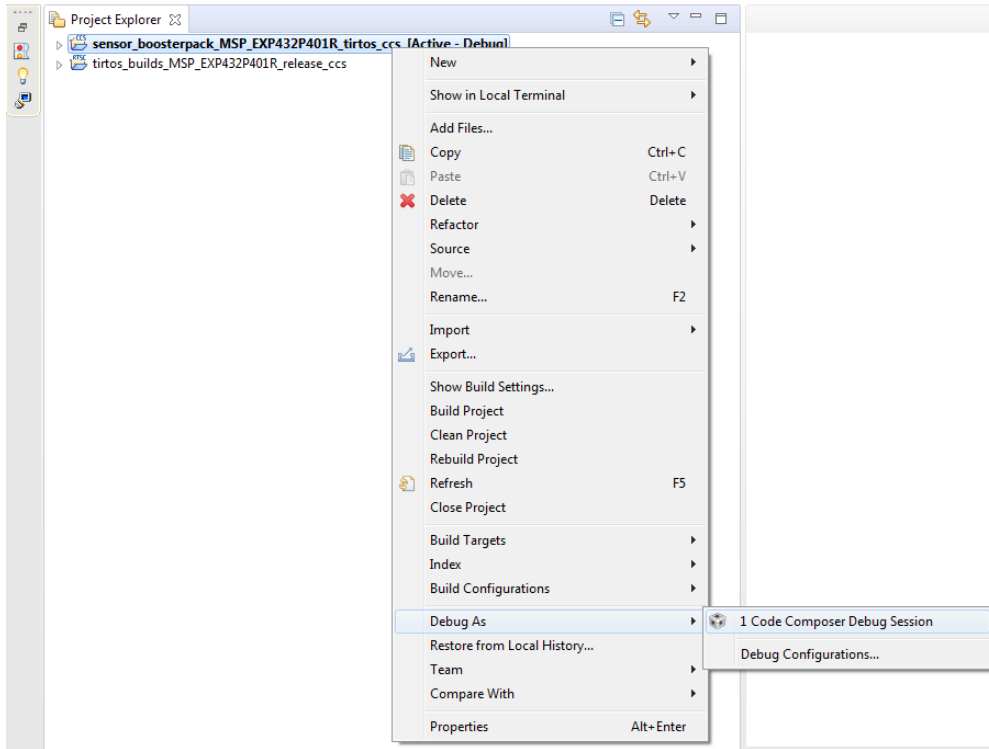 Project Explorer
sensor_boosterpack_MSP_EXP432P401R_tirtos_ccs [Active - Debug]
tirtos_builds_MSP_EXP432P401R_release_ccs
New
Show in Local Terminal
Add Files...
Copy Ctrl+C
Paste Ctrl+V
Delete Delete
Refactor
Source
Move...
Rename... F2
Import
Export...
Show Build Settings...
Build Project
Clean Project
Rebuild Project
Refresh F5
Close Project
Build Targets
Index
Build Configurations
Debug As
1 Code Composer Debug Session
Restore from Local History...
Debug Configurations...
Team
Compare With
Properties Alt+Enter